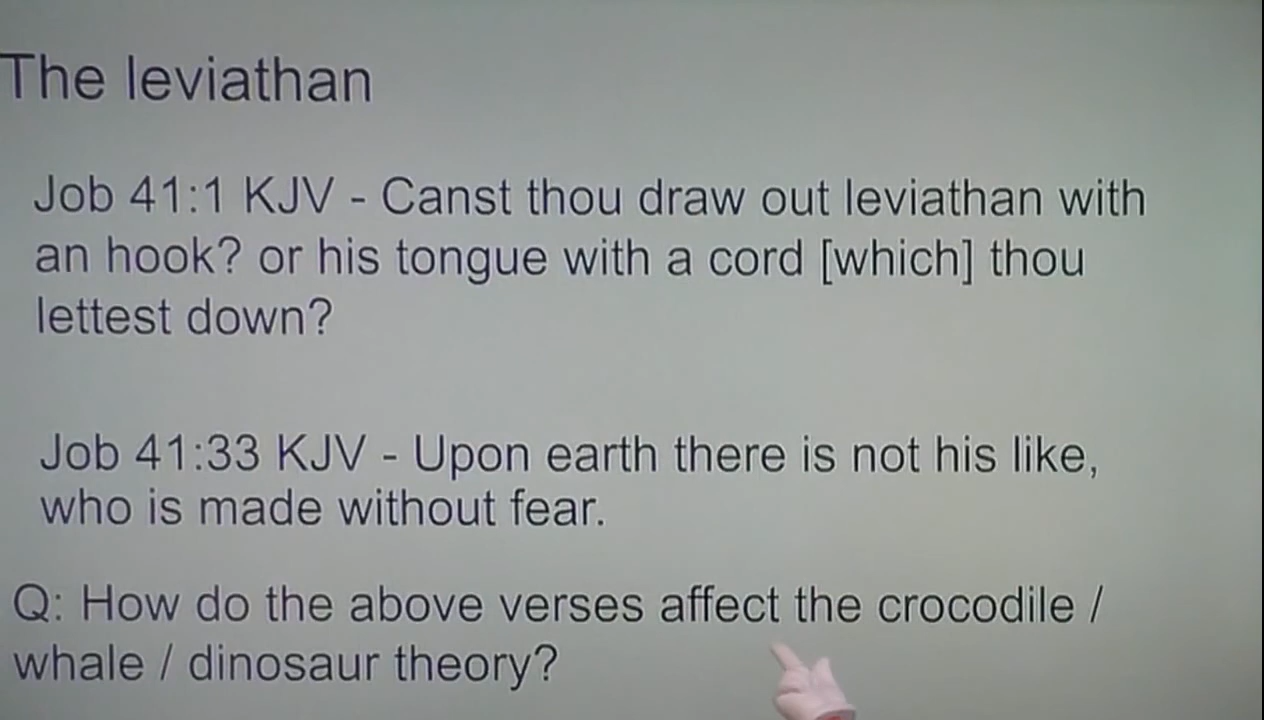 The leviathan
Job 41:1 KJV - Canst thou draw out leviathan with
an hook? or his tongue with a cord [which] thou
lettest down?
Job 41:33 KJV - Upon earth there is not his like,
who is made without fear.
Q: How do the above verses affect the crocodile /
whale / dinosaur theory?